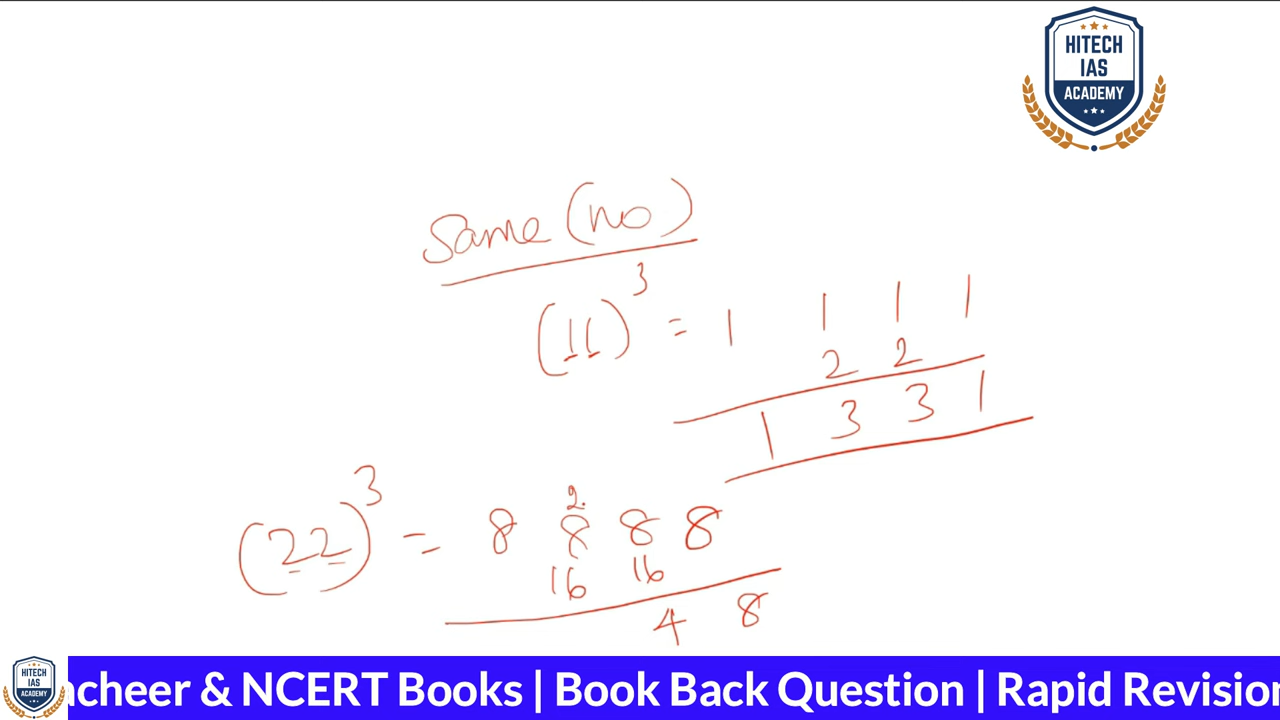 HITECH
IAS
ACADEMY
Same (no)
(11)³ = 1 1 1 1
2 2
1 3 3 1
(22)³ = 8 8 8 8
2
16 16
4 8
HITECH
IAS
ACADEMY
acheer & NCERT Books | Book Back Question | Rapid Revision